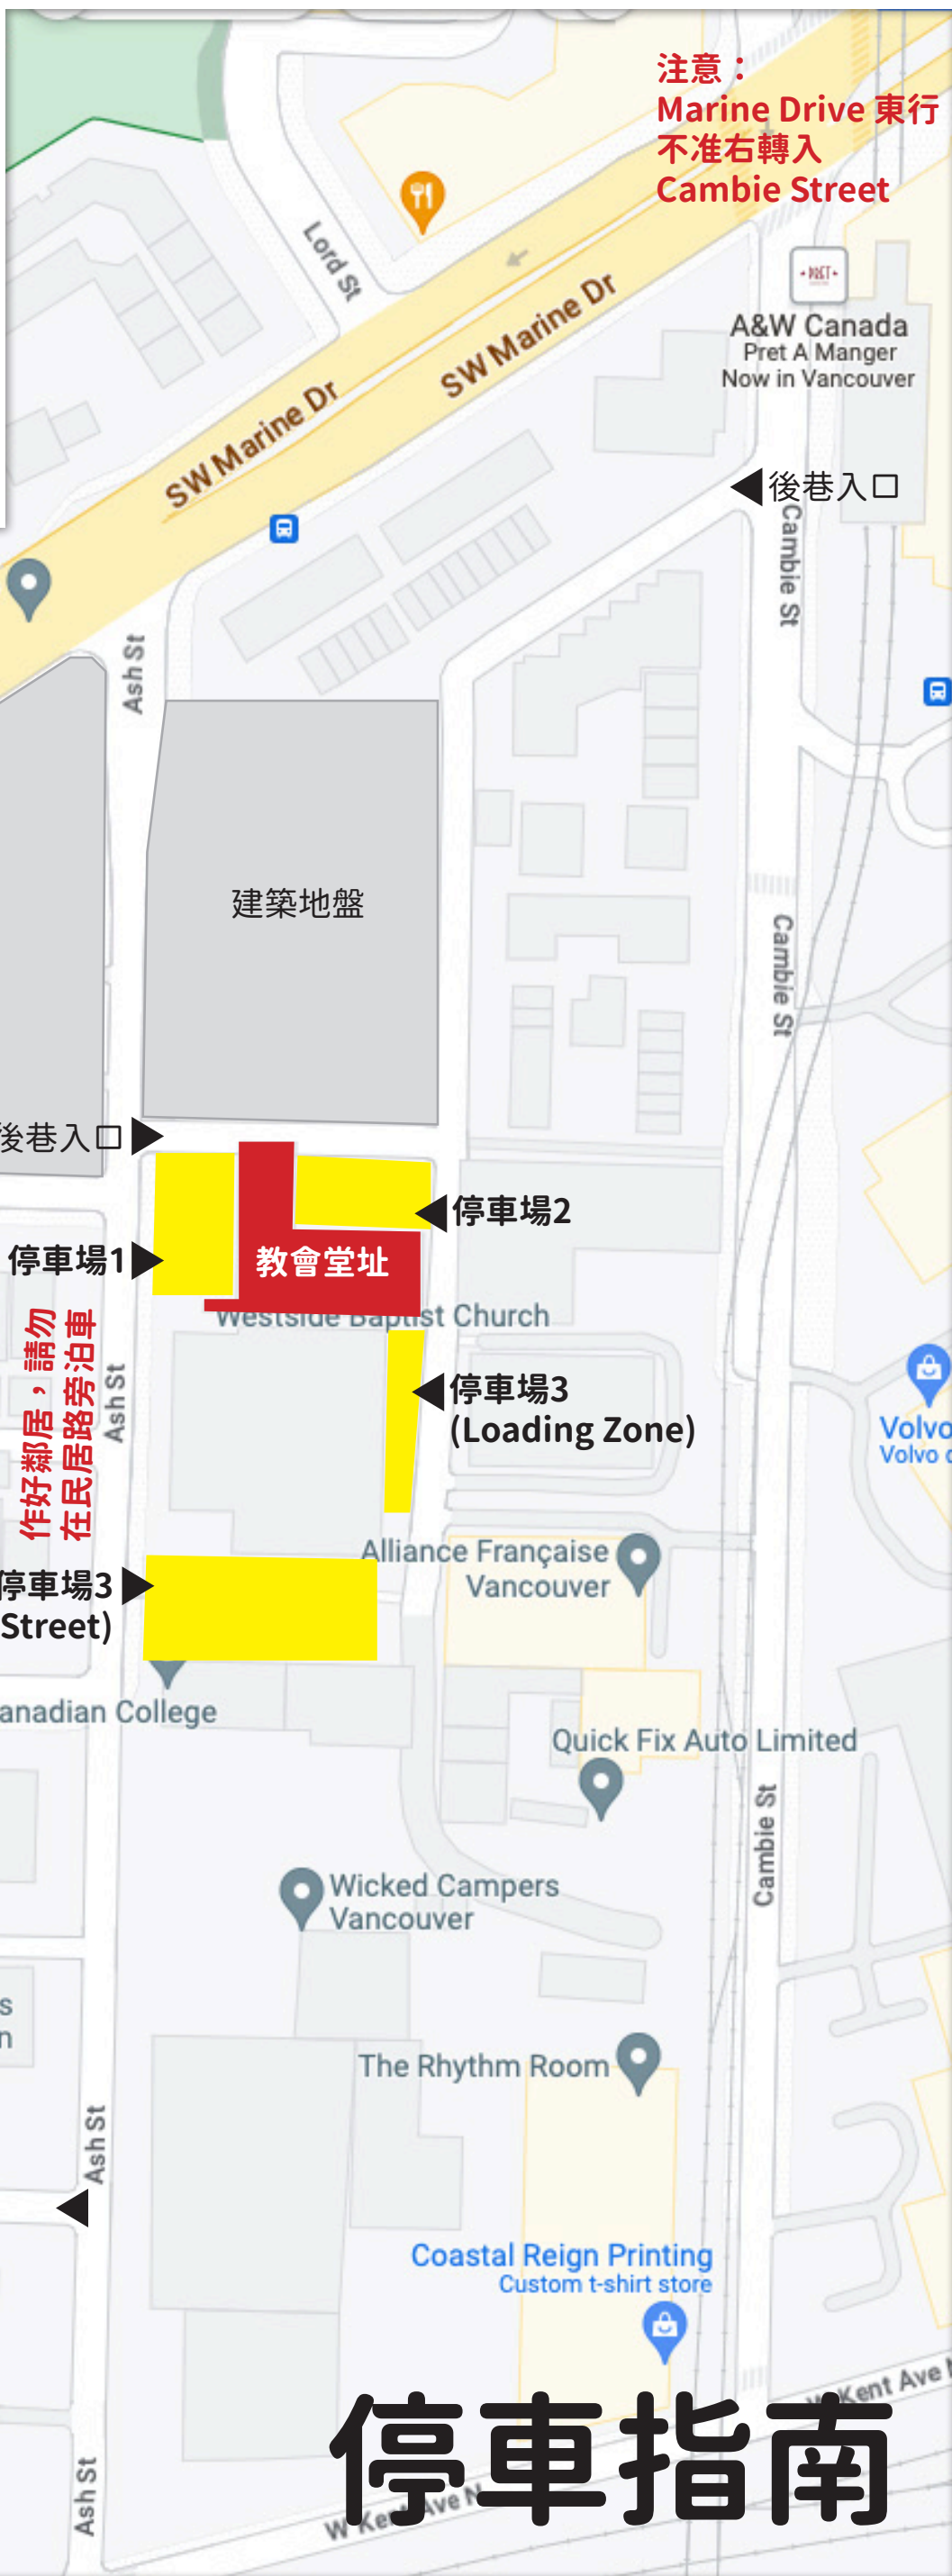 注意：
Marine Drive 東行
不准右轉入
Cambie Street
Lord St
SW Marine Dr
SW Marine Dr
PRET
A&W Canada
Pret A Manger
Now in Vancouver
後巷入口
Cambie St
Ash St
建築地盤
Cambie St
後巷入口
停車場2
停車場1
教會堂址
Westside Baptist Church
作好鄰居，請勿
在民居路旁泊車
Ash St
停車場3
(Loading Zone)
Volvo
Volvo
Alliance Française
Vancouver
停車場3
Street)
anadian College
Quick Fix Auto Limited
Cambie St
Wicked Campers
Vancouver
s
n
The Rhythm Room
Ash St
Coastal Reign Printing
Custom t-shirt store
W Kent Ave N
停車指南
Ash St
W Kent Ave N